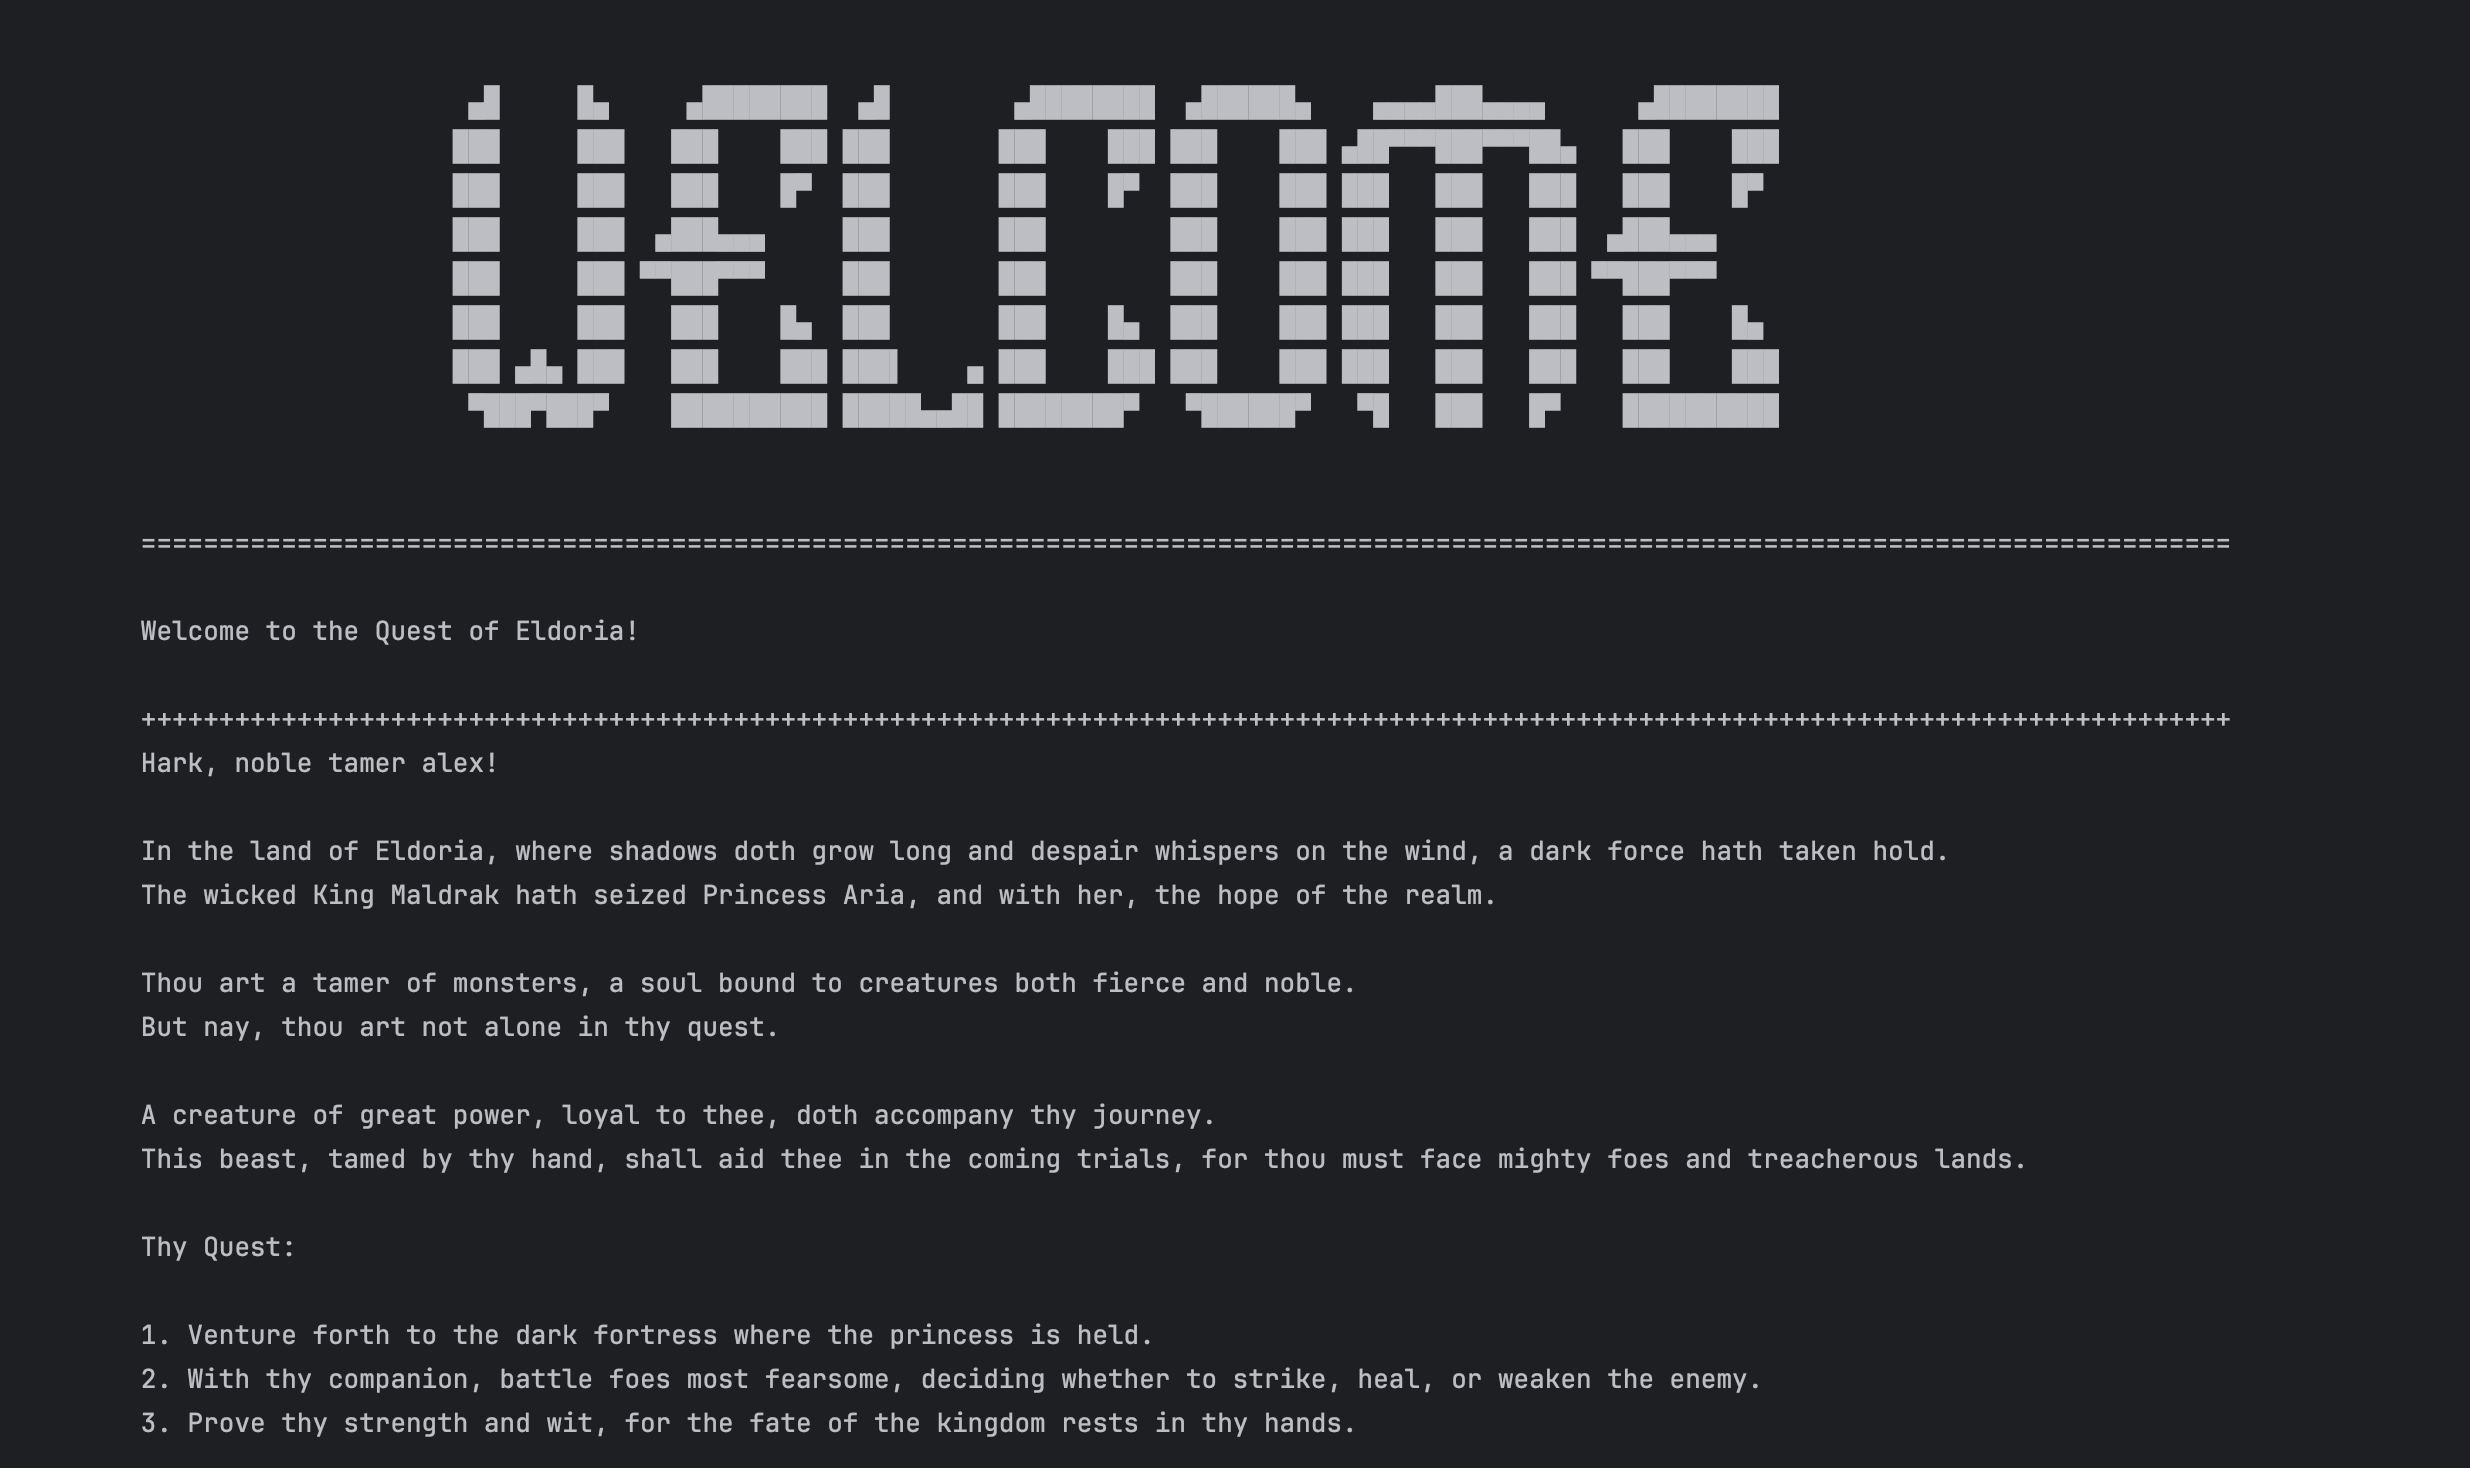 WELCOME
========================================================================================================================================
Welcome to the Quest of Eldoria!
++++++++++++++++++++++++++++++++++++++++++++++++++++++++++++++++++++++++++++++++++++++++++++++++++++++++++++++++++++++++++++++++++++++++++++
Hark, noble tamer alex!
In the land of Eldoria, where shadows doth grow long and despair whispers on the wind, a dark force hath taken hold.
The wicked King Maldrak hath seized Princess Aria, and with her, the hope of the realm.
Thou art a tamer of monsters, a soul bound to creatures both fierce and noble.
But nay, thou art not alone in thy quest.
A creature of great power, loyal to thee, doth accompany thy journey.
This beast, tamed by thy hand, shall aid thee in the coming trials, for thou must face mighty foes and treacherous lands.
Thy Quest:
1. Venture forth to the dark fortress where the princess is held.
2. With thy companion, battle foes most fearsome, deciding whether to strike, heal, or weaken the enemy.
3. Prove thy strength and wit, for the fate of the kingdom rests in thy hands.